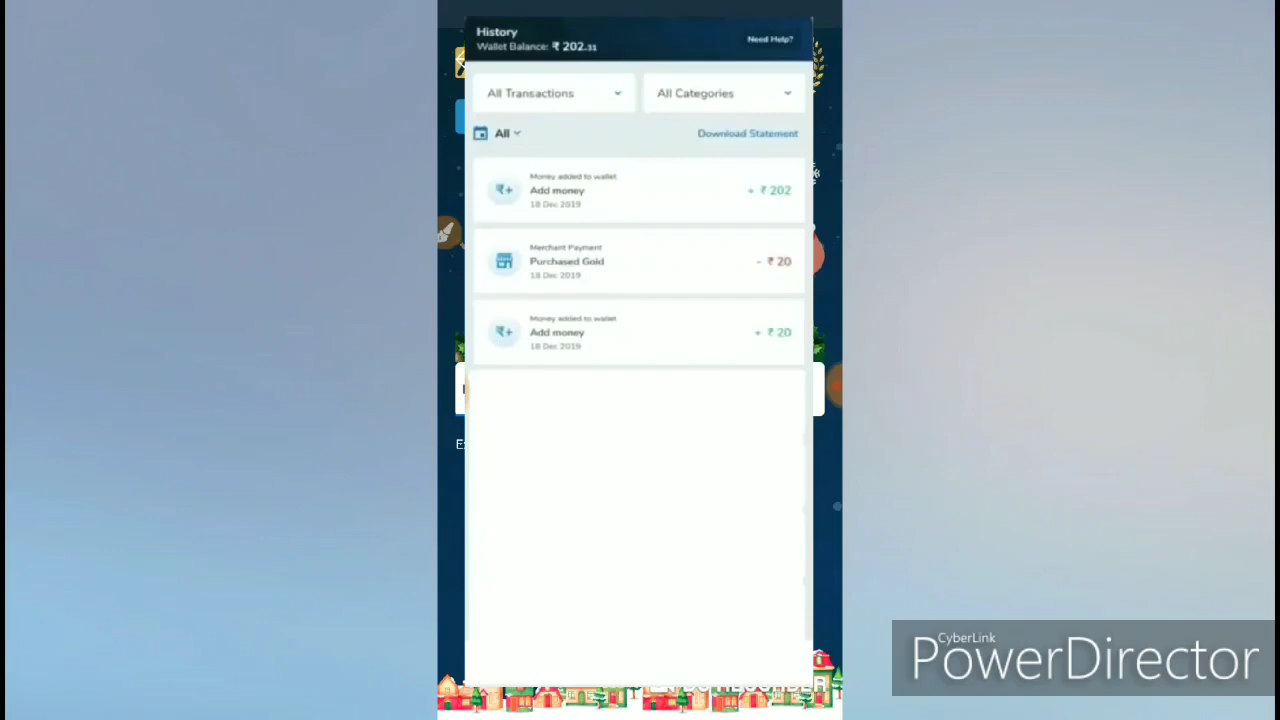 History
Wallet Balance: ₹ 202.31
Need Help?
All Transactions
All Categories
All
Download Statement
Money added to wallet
Add money
18 Dec 2019
+ ₹ 202
Merchant Payment
Purchased Gold
18 Dec 2019
- ₹ 20
Money added to wallet
Add money
18 Dec 2019
+ ₹ 20
CyberLink
PowerDirector